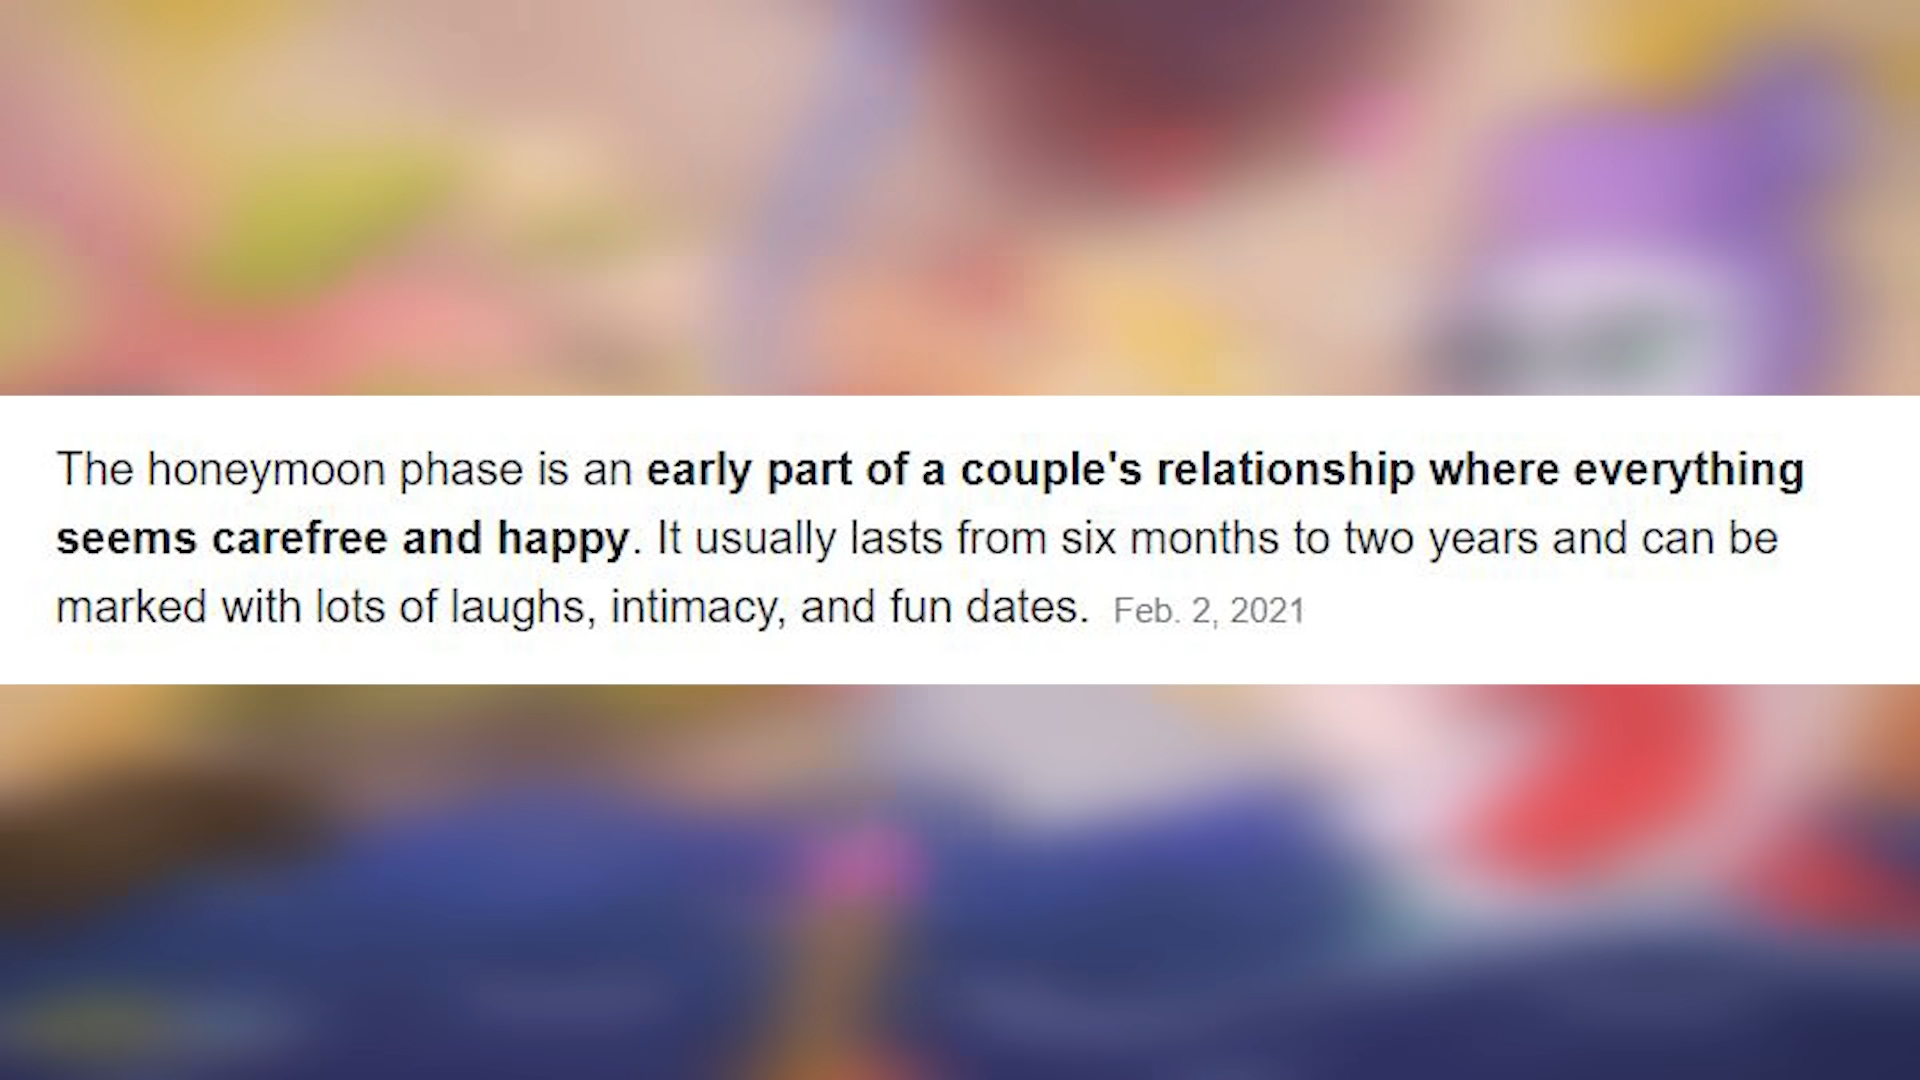 The honeymoon phase is an early part of a couple's relationship where everything
seems carefree and happy. It usually lasts from six months to two years and can be
marked with lots of laughs, intimacy, and fun dates. Feb. 2, 2021